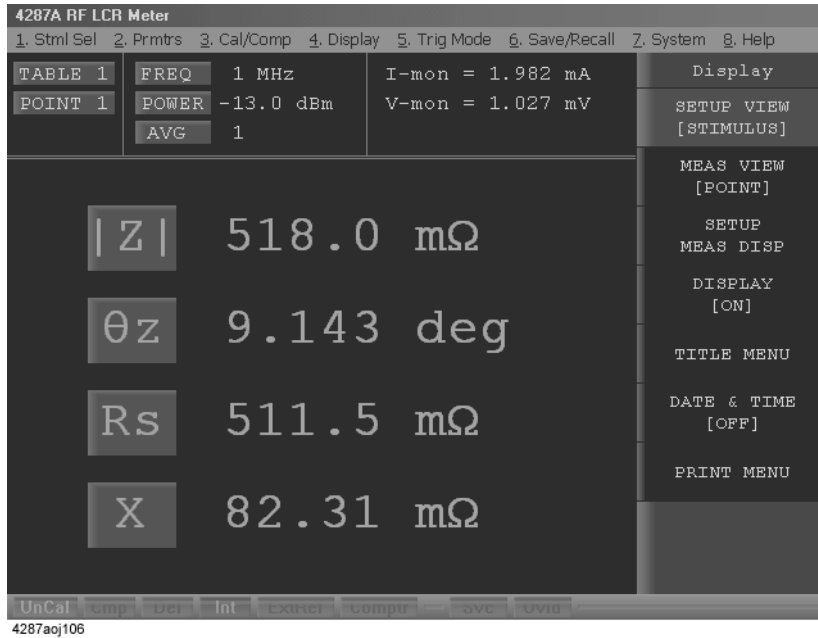 4287A RF LCR Meter
1. Stml Sel 2. Prmtrs 3. Cal/Comp 4. Display 5. Trig Mode 6. Save/Recall 7. System 8. Help
TABLE 1 FREQ 1 MHz I-mon = 1.982 mA
POINT 1 POWER -13.0 dBm V-mon = 1.027 mV
AVG 1
|Z| 518.0 mΩ
θz 9.143 deg
Rs 511.5 mΩ
X 82.31 mΩ
Display
SETUP VIEW
[STIMULUS]
MEAS VIEW
[POINT]
SETUP
MEAS DISP
DISPLAY
[ON]
TITLE MENU
DATE & TIME
[OFF]
PRINT MENU
UnCal Cmp Del Int ExtRef Comptr Svc Ovld
4287aoj106